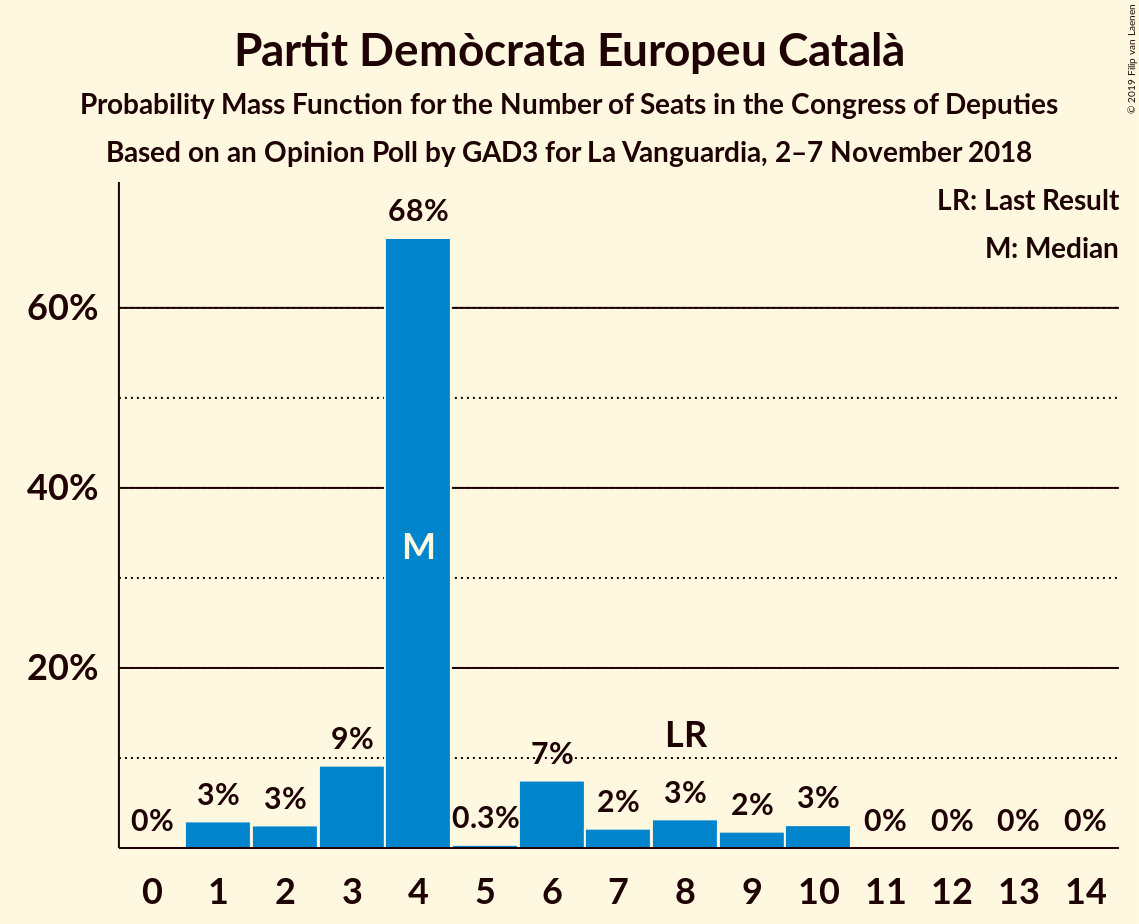 Partit Demòcrata Europeu Català
Probability Mass Function for the Number of Seats in the Congress of Deputies
Based on an Opinion Poll by GAD3 for La Vanguardia, 2–7 November 2018
© 2019 Filip van Laenen
LR: Last Result
M: Median
68%
60%
40%
M
20%
LR
9%
7%
3%
3%
2%
3%
2%
3%
0%
0.3%
0%
0%
0%
0%
0 1 2 3 4 5 6 7 8 9 10 11 12 13 14